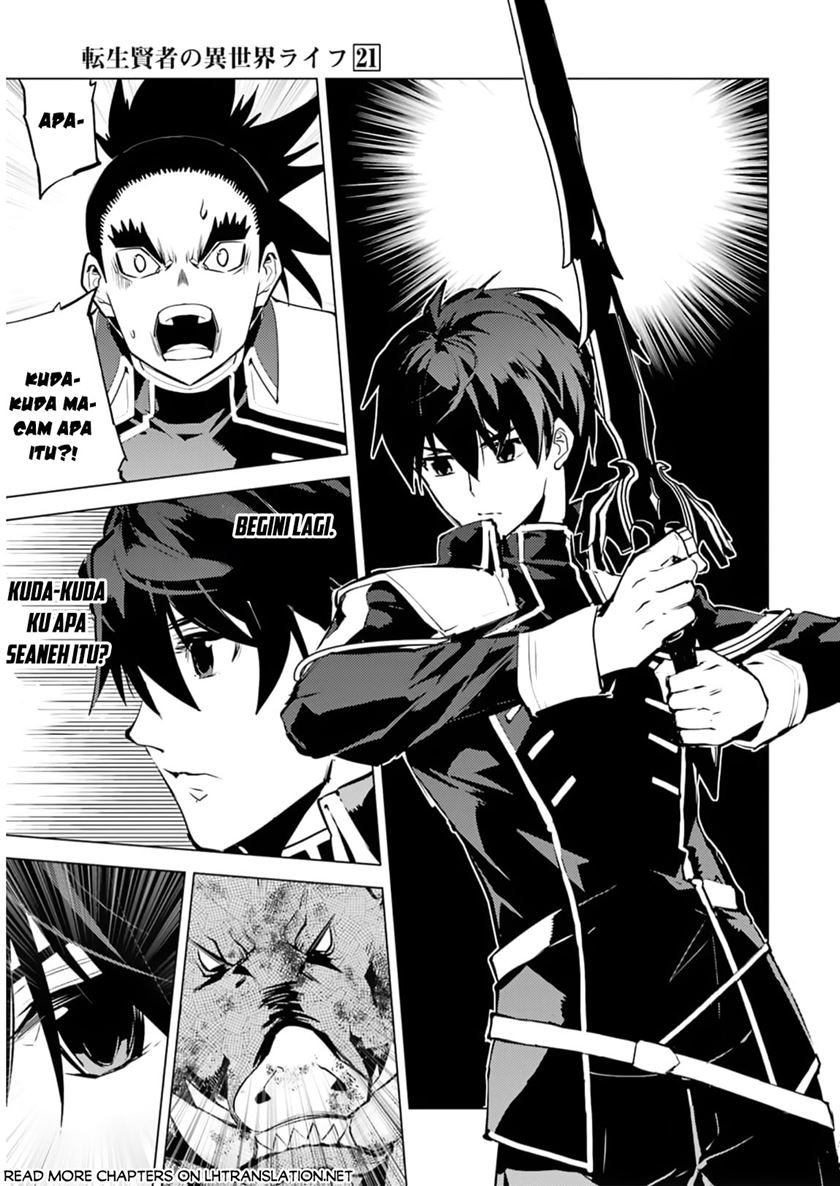 転生賢者の異世界ライフ21
APA-
KUDA-
KUDA MA-
CAM APA
ITU?!
BEGINI LAGI.
KUDA-KUDA
KU APA
SEANEH ITU?
READ MORE CHAPTERS ON LHTRANSLATION.NET